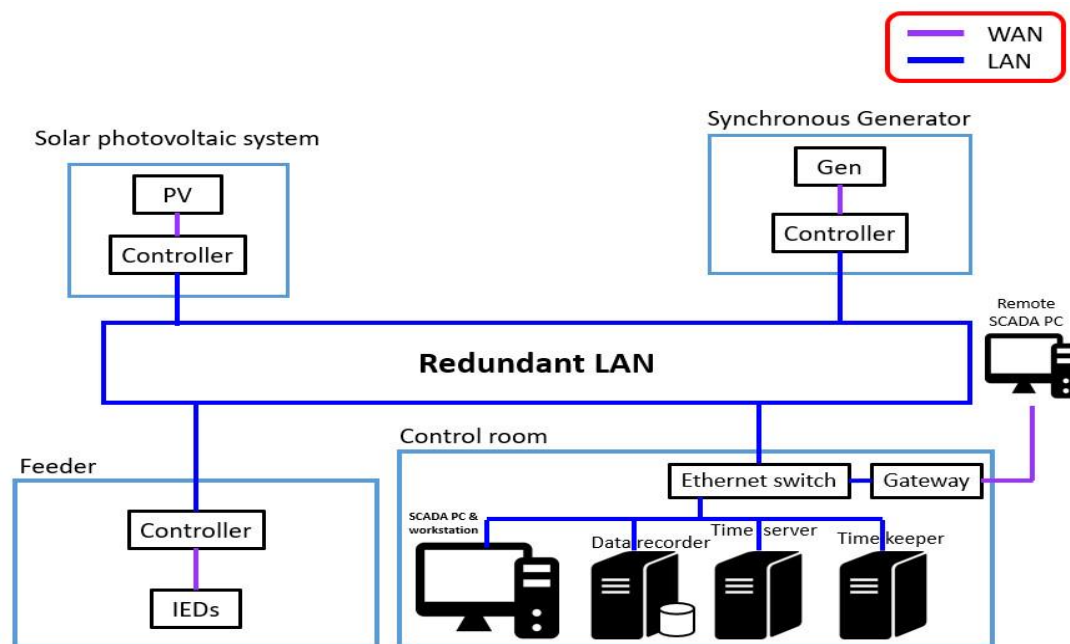 WAN
LAN
Solar photovoltaic system
PV
Controller
Synchronous Generator
Gen
Controller
Remote
SCADA PC
Redundant LAN
Feeder
Controller
IEDs
Control room
Ethernet switch
Gateway
SCADA PC &
workstation
Data recorder
Time server
Time keeper